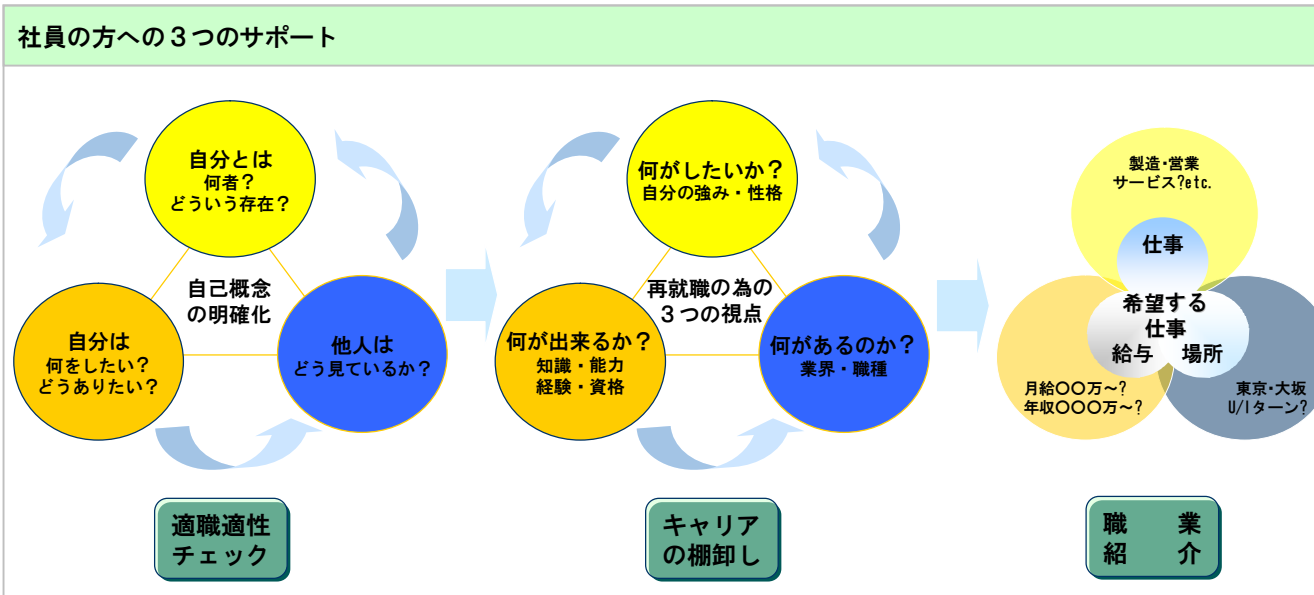 社員の方への３つのサポート
自分とは
何者？
どういう存在？
自己概念
の明確化
自分は
何をしたい？
どうありたい？
他人は
どう見ているか？
適職適性
チェック
何がしたいか？
自分の強み・性格
再就職の為の
３つの視点
何が出来るか？
知識・能力
経験・資格
何があるのか？
業界・職種
キャリア
の棚卸し
製造・営業
サービス?etc.
仕事
希望する
仕事
給与　場所
月給〇〇万～?
年収〇〇〇万～?
東京・大坂
U/Iターン?
職　業
紹　介